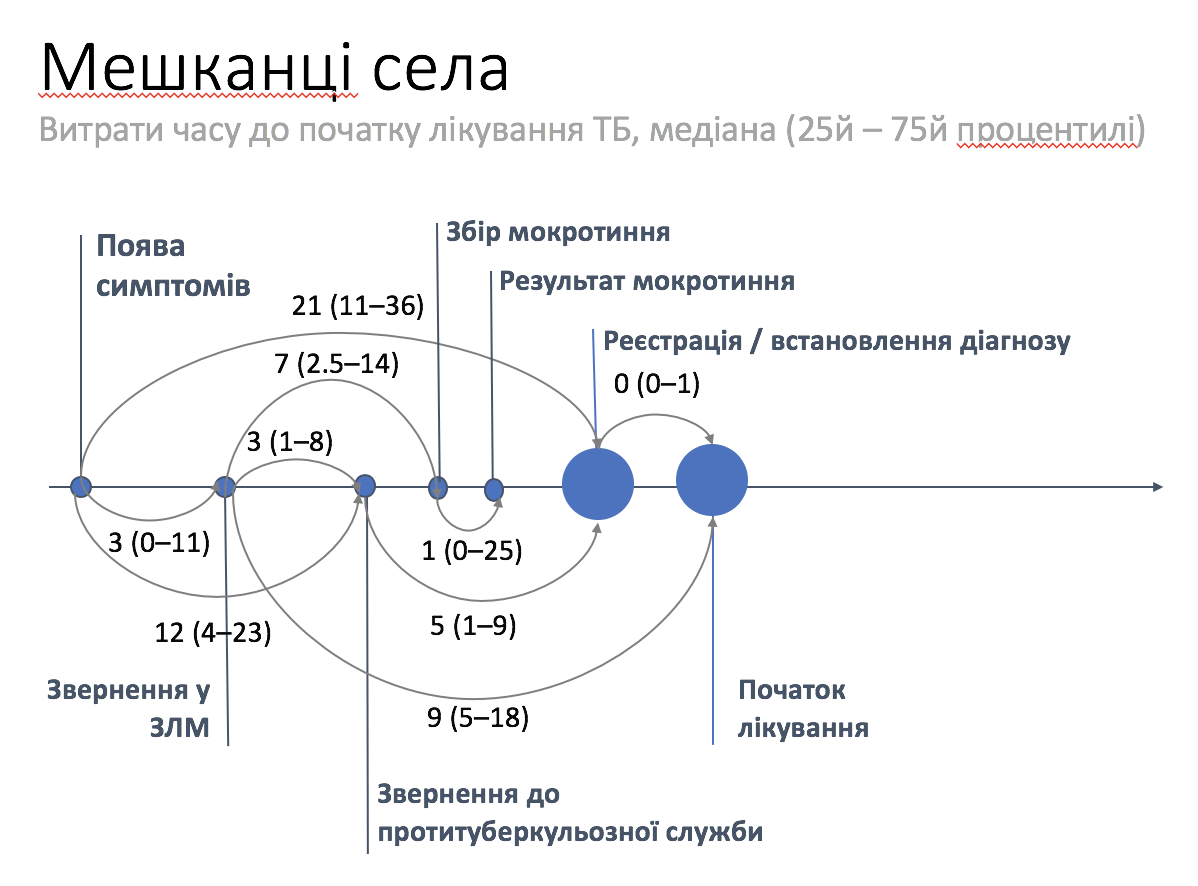 Мешканці села
Витрати часу до початку лікування ТБ, медіана (25й – 75й процентилі)
Збір мокротиння
Поява
симптомів
Результат мокротиння
21 (11–36)
Реєстрація / встановлення діагнозу
7 (2.5–14)
0 (0–1)
3 (1–8)
3 (0–11)
1 (0–25)
12 (4–23)
5 (1–9)
Звернення у
ЗЛМ
9 (5–18)
Початок
лікування
Звернення до
протитуберкульозної служби